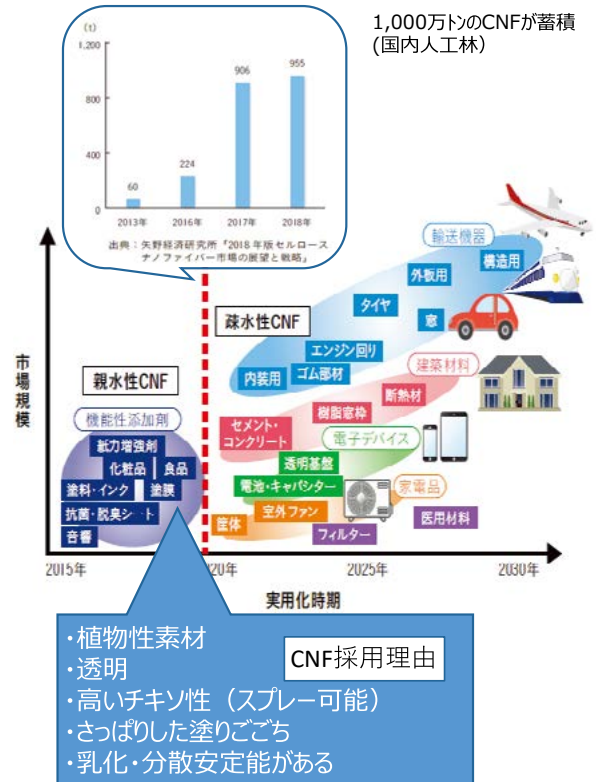 1,000万トンのCNFが蓄積
(国内人工林)
(t)
1,200
800
400
0
60
224
906
955
2013年 2016年 2017年 2018年
出典：矢野経済研究所「2018年版セルロース
ナノファイバー市場の展望と戦略」
市場規模
親水性CNF
機能性添加剤
紙力増強剤
化粧品 食品
塗料・インク 塗膜
抗菌・脱臭シート
音響
疎水性CNF
輸送機器
構造用
外板用
タイヤ
窓
エンジン回り
内装用 ゴム部材
建築材料
断熱材
樹脂窓枠
セメント・
コンクリート
電子デバイス
透明基盤
電池・キャパシター
家電品
室外ファン
筐体
フィルター
医用材料
2015年 2020年 2025年 2030年
実用化時期
CNF採用理由
・植物性素材
・透明
・高いチキソ性（スプレー可能）
・さっぱりした塗りごごち
・乳化・分散安定能がある